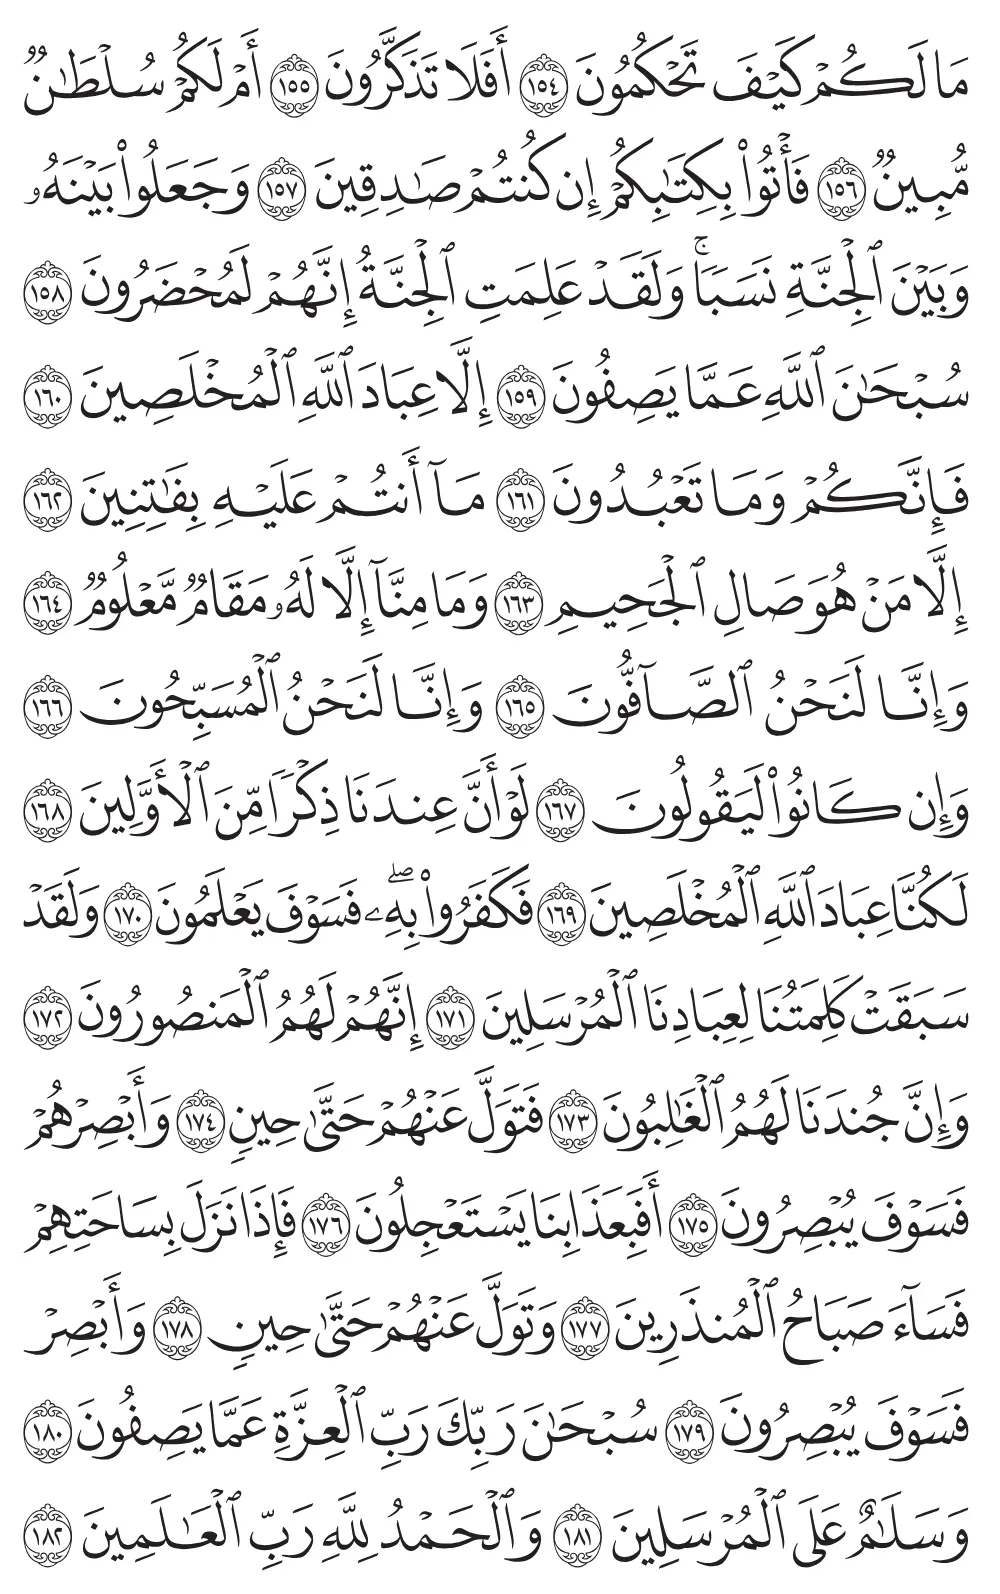 مَا لَكُمْ كَيْفَ تَحْكُمُونَ ١٥٤ أَفَلَا تَذَكَّرُونَ ١٥٥ أَمْ لَكُمْ سُلْطَٰنٌ
مُّبِينٌ ١٥٦ فَأْتُوا۟ بِكِتَٰبِكُمْ إِن كُنتُمْ صَٰدِقِينَ ١٥٧ وَجَعَلُوا۟ بَيْنَهُۥ
وَبَيْنَ ٱلْجِنَّةِ نَسَبًا ۚ وَلَقَدْ عَلِمَتِ ٱلْجِنَّةُ إِنَّهُمْ لَمُحْضَرُونَ ١٥٨
سُبْحَٰنَ ٱللَّهِ عَمَّا يَصِفُونَ ١٥٩ إِلَّا عِبَادَ ٱللَّهِ ٱلْمُخْلَصِينَ ١٦٠
فَإِنَّكُمْ وَمَا تَعْبُدُونَ ١٦١ مَآ أَنتُمْ عَلَيْهِ بِفَٰتِنِينَ ١٦٢
إِلَّا مَنْ هُوَ صَالِ ٱلْجَحِيمِ ١٦٣ وَمَا مِنَّآ إِلَّا لَهُۥ مَقَامٌ مَّعْلُومٌ ١٦٤
وَإِنَّا لَنَحْنُ ٱلصَّآفُّونَ ١٦٥ وَإِنَّا لَنَحْنُ ٱلْمُسَبِّحُونَ ١٦٦
وَإِن كَانُوا۟ لَيَقُولُونَ ١٦٧ لَوْ أَنَّ عِندَنَا ذِكْرًا مِّنَ ٱلْأَوَّلِينَ ١٦٨
لَكُنَّا عِبَادَ ٱللَّهِ ٱلْمُخْلَصِينَ ١٦٩ فَكَفَرُوا۟ بِهِۦ ۖ فَسَوْفَ يَعْلَمُونَ ١٧٠ وَلَقَدْ
سَبَقَتْ كَلِمَتُنَا لِعِبَادِنَا ٱلْمُرْسَلِينَ ١٧١ إِنَّهُمْ لَهُمُ ٱلْمَنصُورُونَ ١٧٢
وَإِنَّ جُندَنَا لَهُمُ ٱلْغَٰلِبُونَ ١٧٣ فَتَوَلَّ عَنْهُمْ حَتَّىٰ حِينٍ ١٧٤ وَأَبْصِرْهُمْ
فَسَوْفَ يُبْصِرُونَ ١٧٥ أَفَبِعَذَابِنَا يَسْتَعْجِلُونَ ١٧٦ فَإِذَا نَزَلَ بِسَاحَتِهِمْ
فَسَآءَ صَبَاحُ ٱلْمُنذَرِينَ ١٧٧ وَتَوَلَّ عَنْهُمْ حَتَّىٰ حِينٍ ١٧٨ وَأَبْصِرْ
فَسَوْفَ يُبْصِرُونَ ١٧٩ سُبْحَٰنَ رَبِّكَ رَبِّ ٱلْعِزَّةِ عَمَّا يَصِفُونَ ١٨٠
وَسَلَٰمٌ عَلَى ٱلْمُرْسَلِينَ ١٨١ وَٱلْحَمْدُ لِلَّهِ رَبِّ ٱلْعَٰلَمِينَ ١٨٢